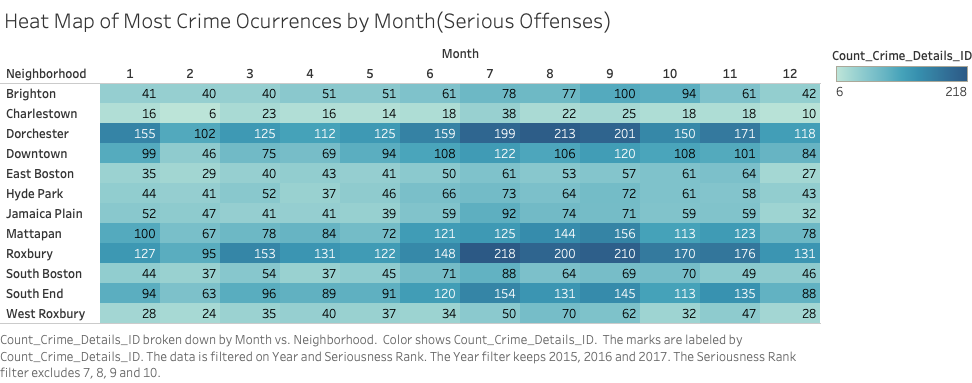 Heat Map of Most Crime Ocurrences by Month(Serious Offenses)
Month
Neighborhood 1 2 3 4 5 6 7 8 9 10 11 12
Brighton 41 40 40 51 51 61 78 77 100 94 61 42
Charlestown 16 6 23 16 14 18 38 22 25 18 18 10
Dorchester 155 102 125 112 125 159 199 213 201 150 171 118
Downtown 99 46 75 69 94 108 122 106 120 108 101 84
East Boston 35 29 40 43 41 50 61 53 57 61 64 27
Hyde Park 44 41 52 37 46 66 73 64 72 61 58 43
Jamaica Plain 52 47 41 41 39 59 92 74 71 59 59 32
Mattapan 100 67 78 84 72 121 125 144 156 113 123 78
Roxbury 127 95 153 131 122 148 218 200 210 170 176 131
South Boston 44 37 54 37 45 71 88 64 69 70 49 46
South End 94 63 96 89 91 120 154 131 145 113 135 88
West Roxbury 28 24 35 40 37 34 50 70 62 32 47 28
Count_Crime_Details_ID
6 218
Count_Crime_Details_ID broken down by Month vs. Neighborhood. Color shows Count_Crime_Details_ID. The marks are labeled by
Count_Crime_Details_ID. The data is filtered on Year and Seriousness Rank. The Year filter keeps 2015, 2016 and 2017. The Seriousness Rank
filter excludes 7, 8, 9 and 10.